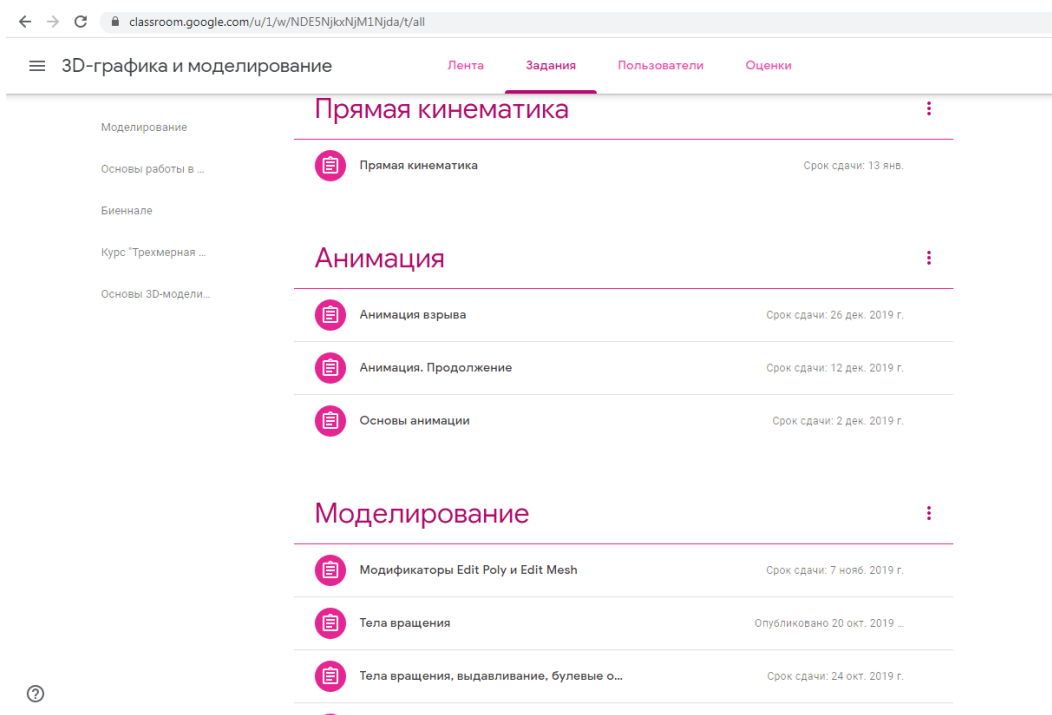 classroom.google.com/u/1/w/NDE5NjkxNjM1Njda/t/all
3D-графика и моделирование
Лента Задания Пользователи Оценки
Моделирование
Основы работы в ...
Биеннале
Курс "Трехмерная ...
Основы 3D-модели...
Прямая кинематика
Прямая кинематика Срок сдачи: 13 янв.
Анимация
Анимация взрыва Срок сдачи: 26 дек. 2019 г.
Анимация. Продолжение Срок сдачи: 12 дек. 2019 г.
Основы анимации Срок сдачи: 2 дек. 2019 г.
Моделирование
Модификаторы Edit Poly и Edit Mesh Срок сдачи: 7 нояб. 2019 г.
Тела вращения Опубликовано 20 окт. 2019 ...
Тела вращения, выдавливание, булевые о... Срок сдачи: 24 окт. 2019 г.